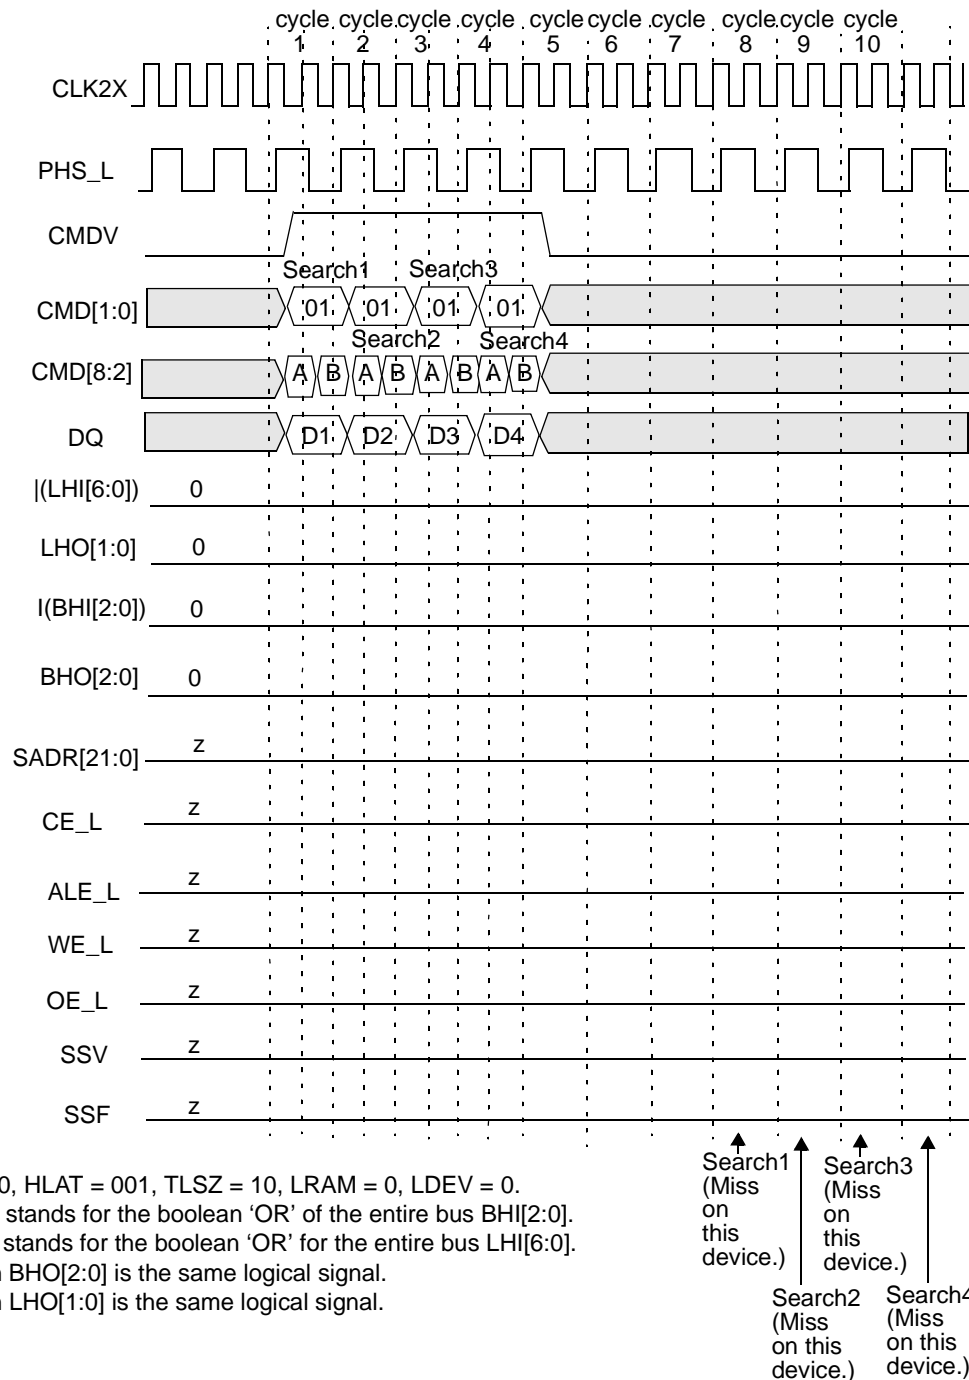 cycle cycle cycle cycle cycle cycle cycle cycle cycle cycle
1 2 3 4 5 6 7 8 9 10
CLK2X
PHS_L
CMDV
Search1 Search3
CMD[1:0] 01 01 01 01
Search2 Search4
CMD[8:2] A B A B A B A B
DQ D1 D2 D3 D4
|(LHI[6:0]) 0
LHO[1:0] 0
I(BHI[2:0]) 0
BHO[2:0] 0
SADR[21:0] z
CE_L z
ALE_L z
WE_L z
OE_L z
SSV z
SSF z
0, HLAT = 001, TLSZ = 10, LRAM = 0, LDEV = 0.
stands for the boolean ‘OR’ of the entire bus BHI[2:0].
stands for the boolean ‘OR’ for the entire bus LHI[6:0].
BHO[2:0] is the same logical signal.
LHO[1:0] is the same logical signal.
Search1
(Miss
on
this
device.)
Search3
(Miss
on
this
device.)
Search2
(Miss
on this
device.)
Search4
(Miss
on this
device.)